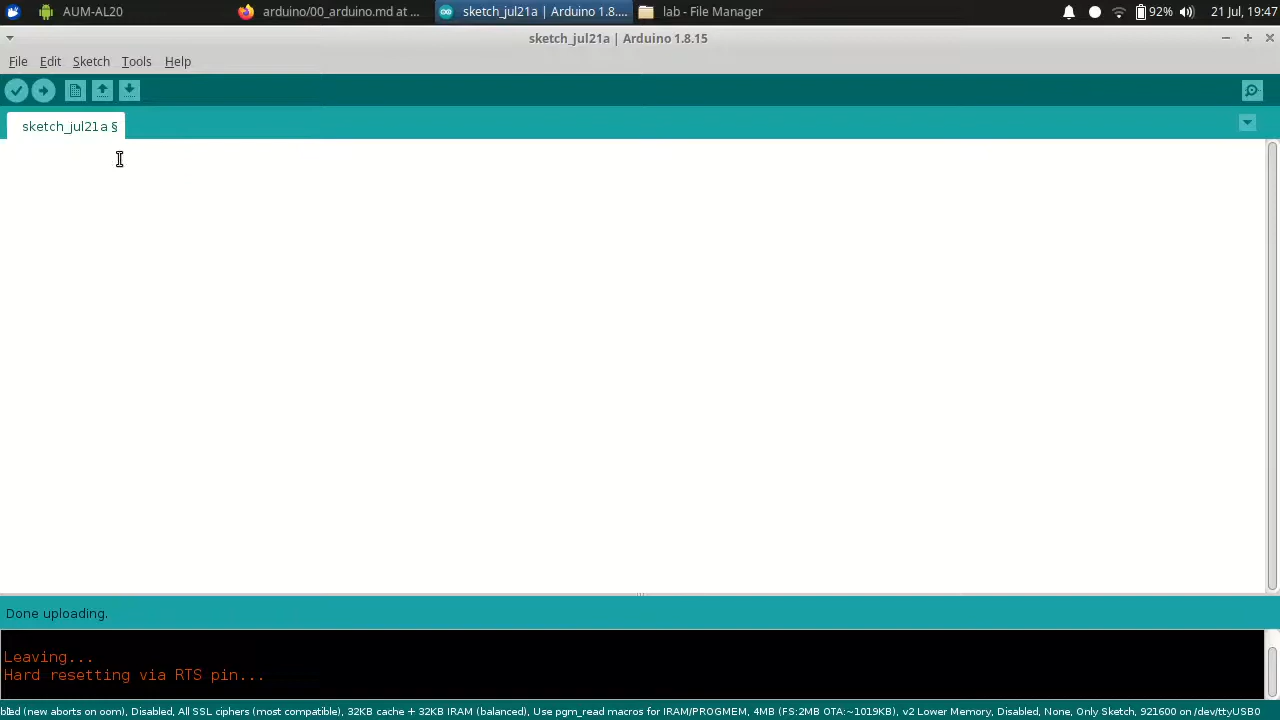 AUM-AL20 arduino/00_arduino.md at ... sketch_jul21a | Arduino 1.8.... lab - File Manager 92% 21 Jul, 19:47
sketch_jul21a | Arduino 1.8.15
File Edit Sketch Tools Help
sketch_jul21a §
Done uploading.
Leaving...
Hard resetting via RTS pin...
(new aborts on oom), Disabled, All SSL ciphers (most compatible), 32KB cache + 32KB IRAM (balanced), Use pgm_read macros for IRAM/PROGMEM, 4MB (FS:2MB OTA:~1019KB), v2 Lower Memory, Disabled, None, Only Sketch, 921600 on /dev/ttyUSB0